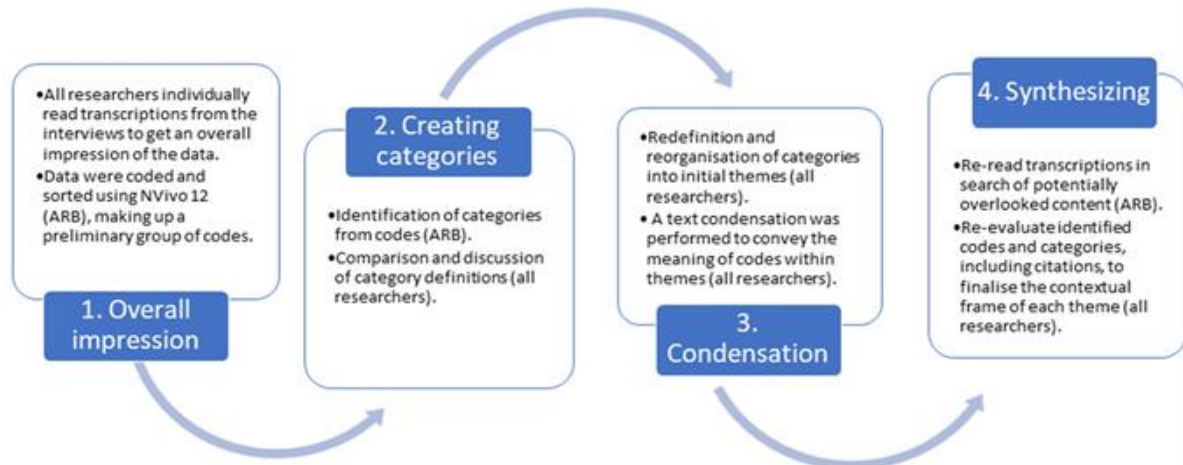 •All researchers individually
read transcriptions from the
interviews to get an overall
impression of the data.
•Data were coded and
sorted using NVivo 12
(ARB), making up a
preliminary group of codes.
1. Overall
impression
2. Creating
categories
•Identification of categories
from codes (ARB).
•Comparison and discussion
of category definitions (all
researchers).
•Redefinition and
reorganisation of categories
into initial themes (all
researchers).
• A text condensation was
performed to convey the
meaning of codes within
themes (all researchers).
3.
Condensation
4. Synthesizing
•Re-read transcriptions in
search of potentially
overlooked content (ARB).
•Re-evaluate identified
codes and categories,
including citations, to
finalise the contextual
frame of each theme (all
researchers).